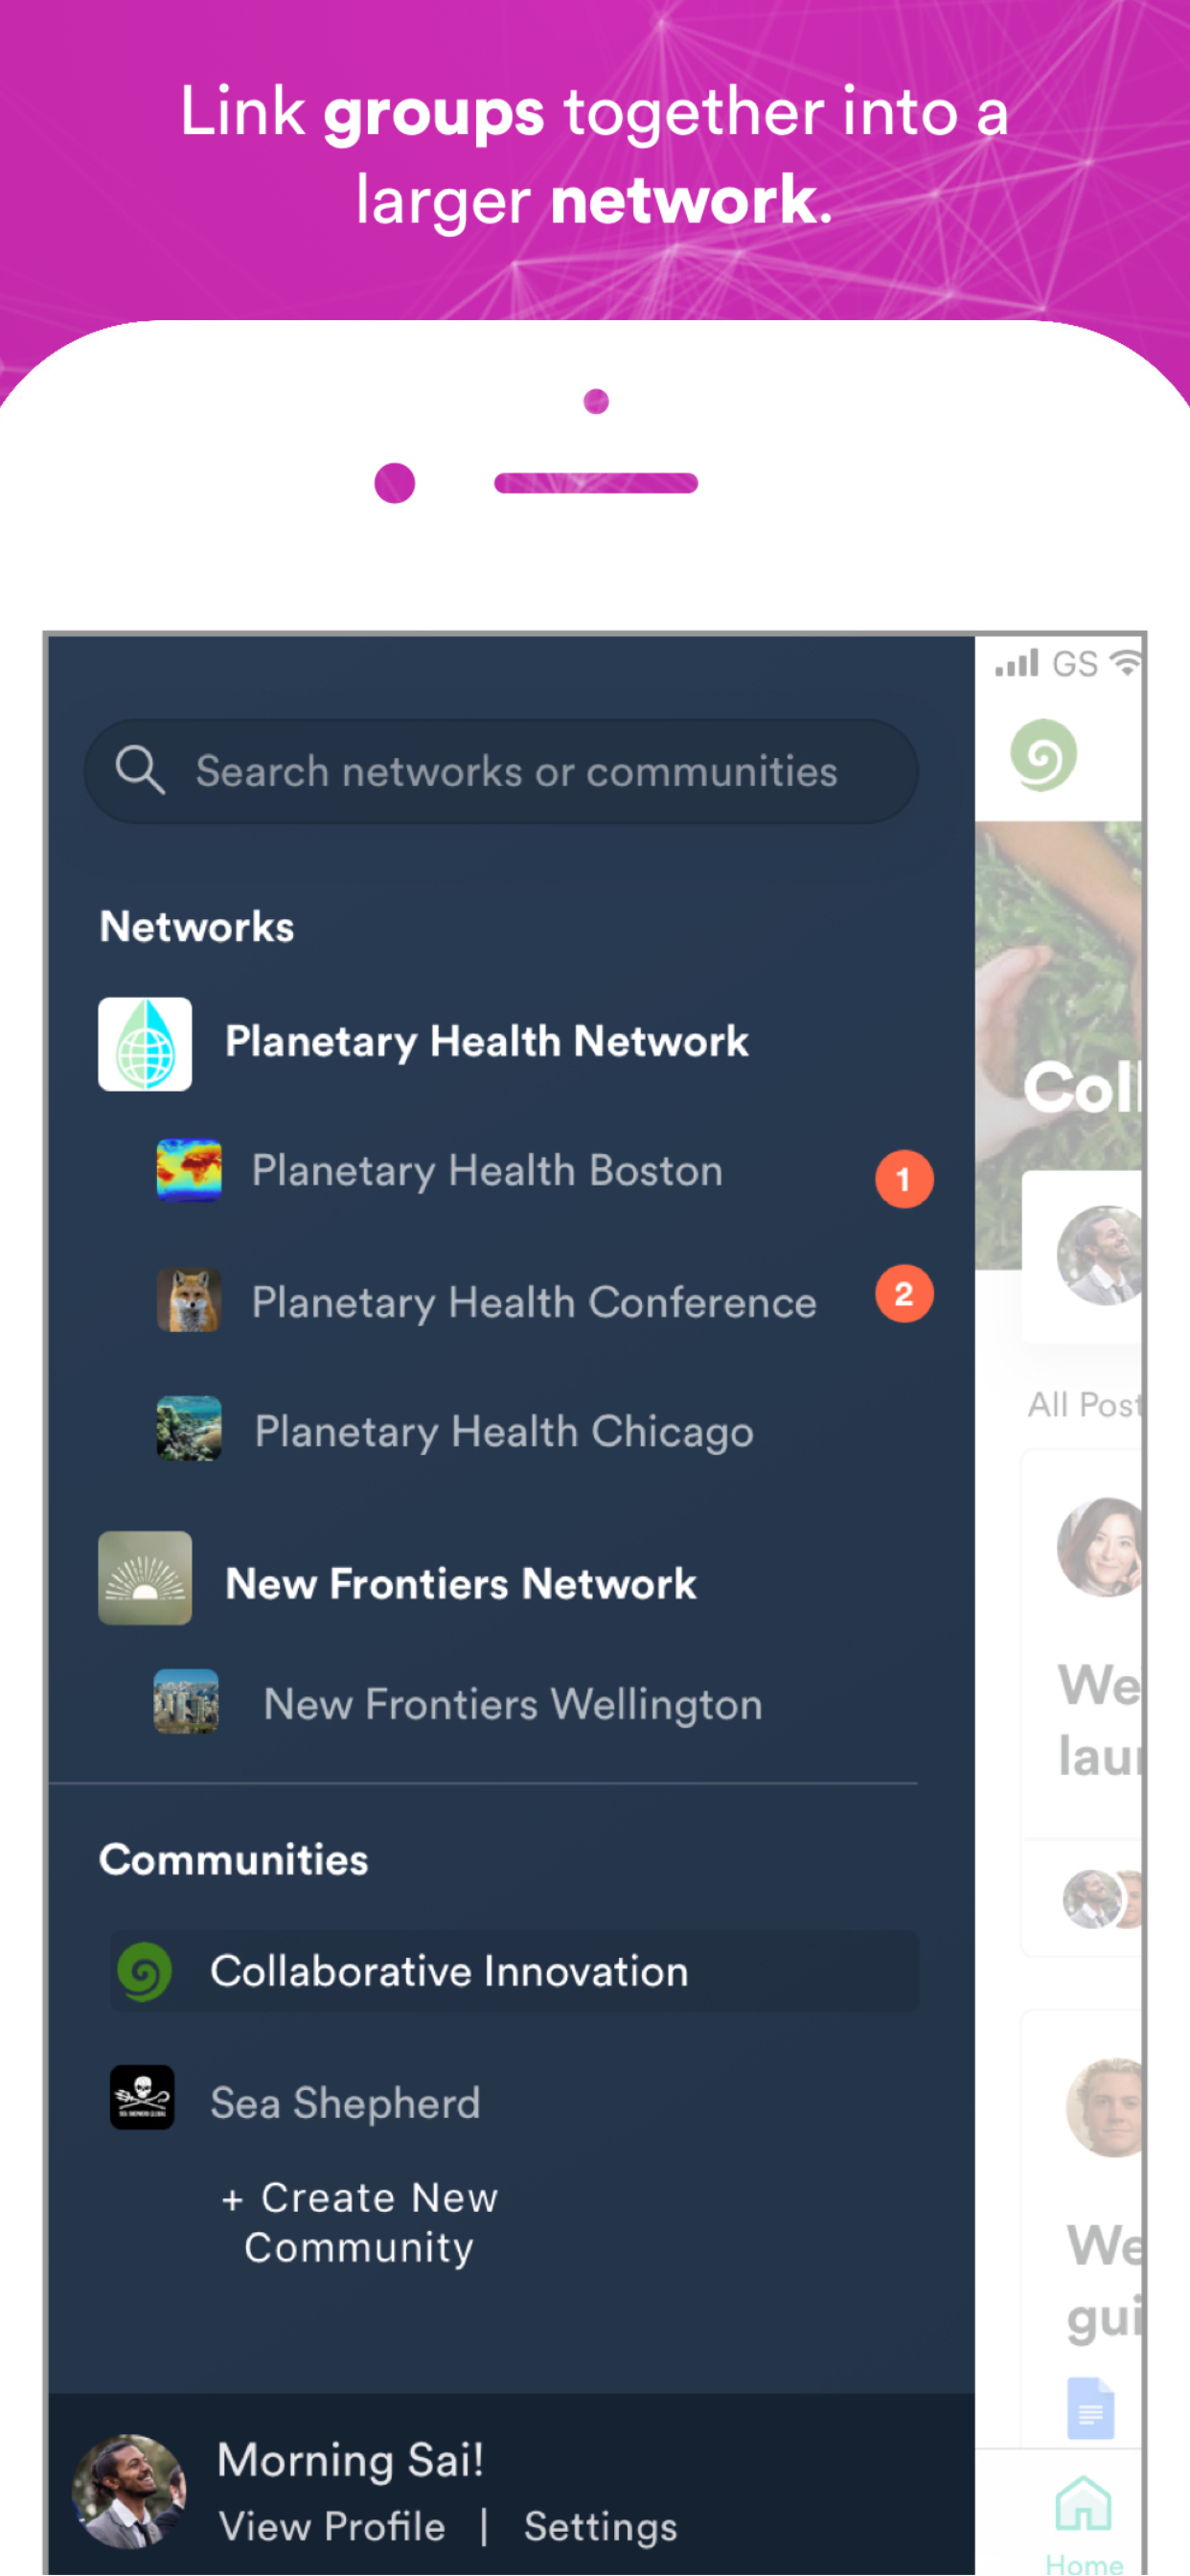 Link groups together into a
larger network.
GS
Search networks or communities
Networks
Planetary Health Network
Planetary Health Boston
1
Planetary Health Conference
2
Planetary Health Chicago
New Frontiers Network
New Frontiers Wellington
Communities
Collaborative Innovation
Sea Shepherd
+ Create New
Community
Morning Sai!
View Profile | Settings
Coll
All Post
We
lau
We
gui
Home